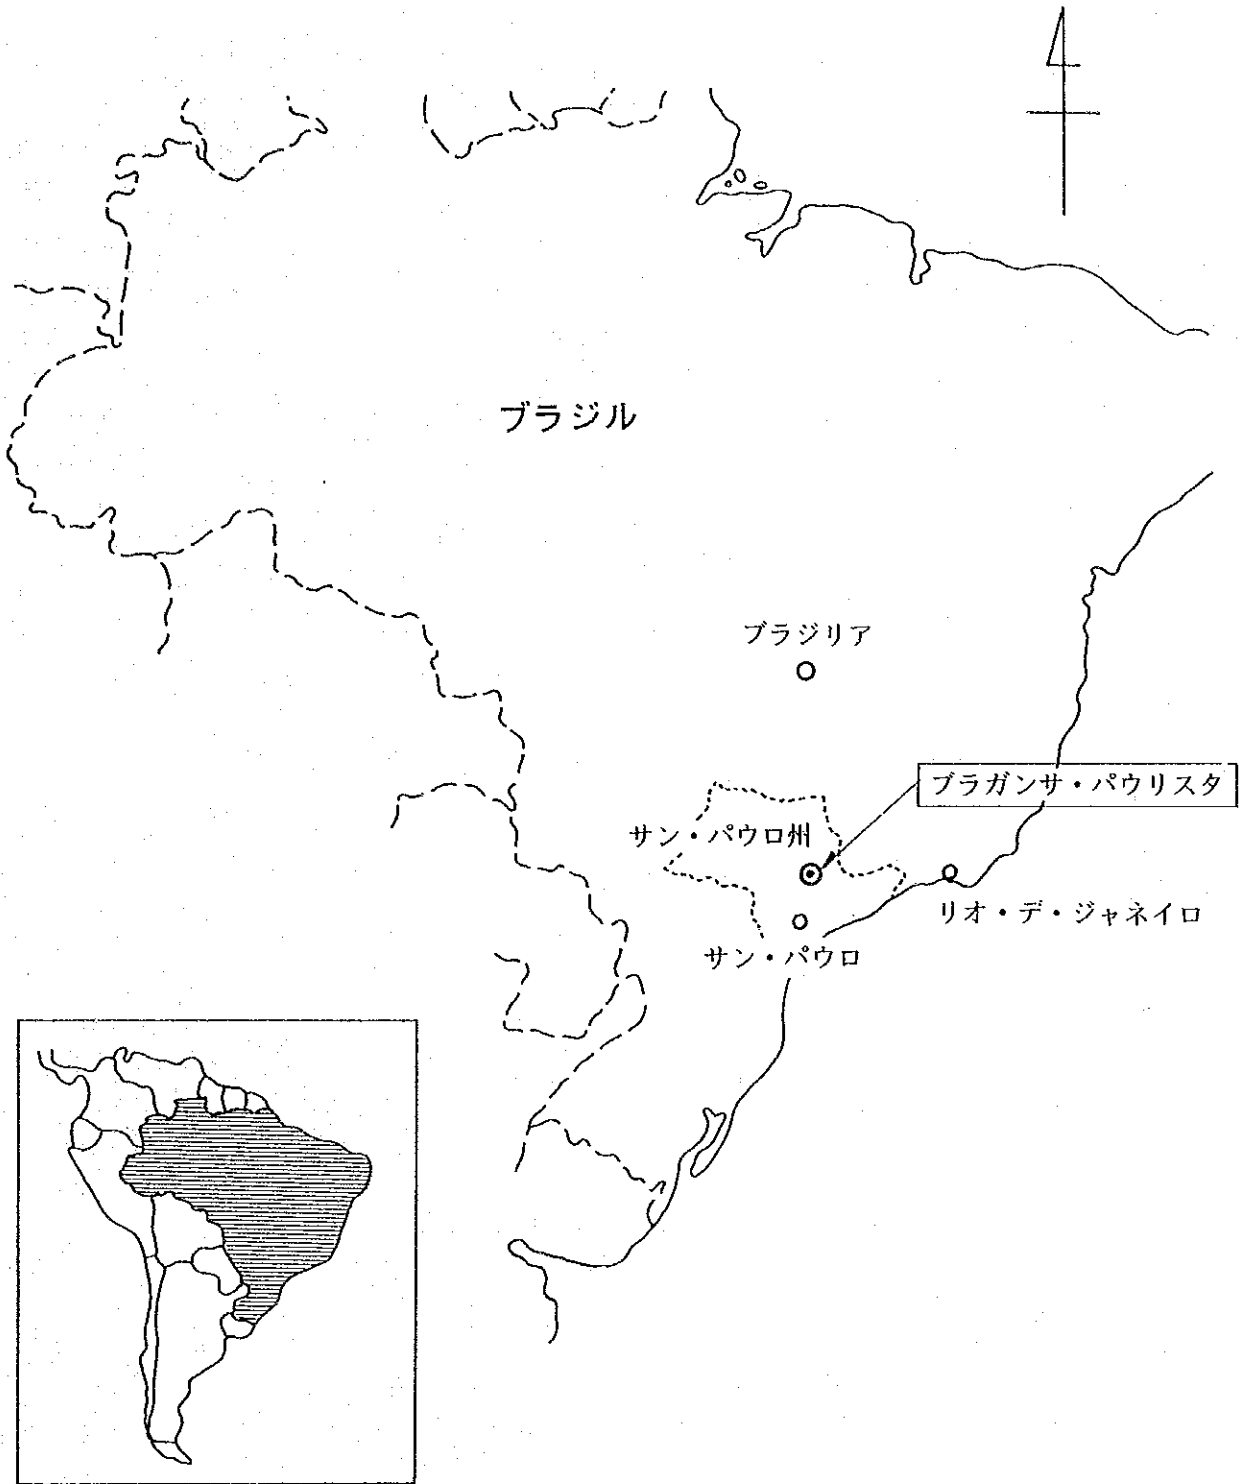 ブラジル
ブラジリア
ブラガンサ・パウリスタ
サン・パウロ州
リオ・デ・ジャネイロ
サン・パウロ